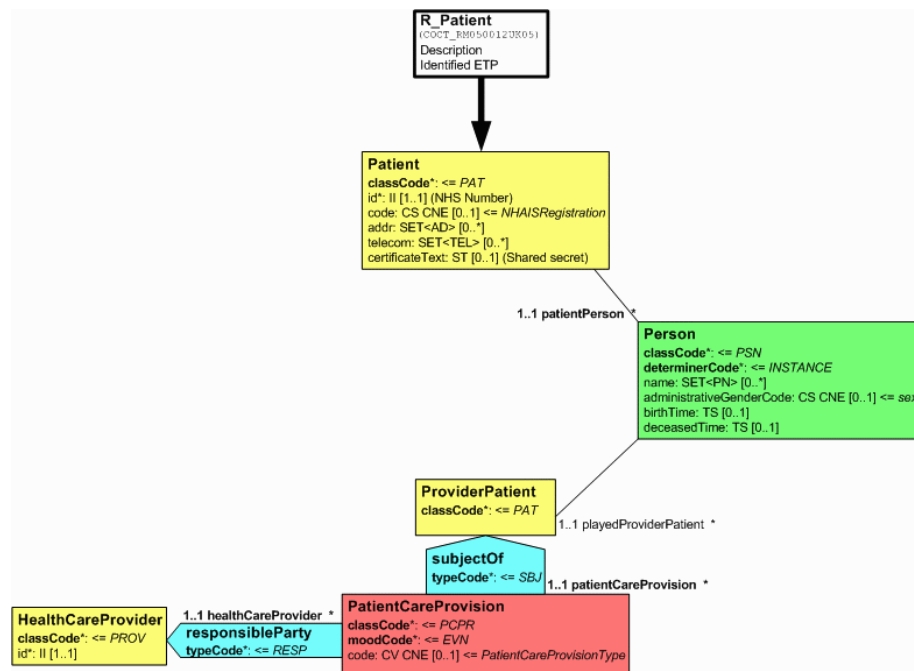 R_Patient
(COCT_RM050012UK05)
Description
Identified ETP
Patient
classCode*: <= PAT
id*: II [1..1] (NHS Number)
code: CS CNE [0..1] <= NHAISRegistration
addr: SET<AD> [0..*]
telecom: SET<TEL> [0..*]
certificateText: ST [0..1] (Shared secret)
1..1 patientPerson *
Person
classCode*: <= PSN
determinerCode*: <= INSTANCE
name: SET<PN> [0..*]
administrativeGenderCode: CS CNE [0..1] <= sex
birthTime: TS [0..1]
deceasedTime: TS [0..1]
ProviderPatient
classCode*: <= PAT
1..1 playedProviderPatient *
subjectOf
typeCode*: <= SBJ
1..1 patientCareProvision *
HealthCareProvider
classCode*: <= PROV
id*: II [1..1]
1..1 healthCareProvider *
responsibleParty
typeCode*: <= RESP
PatientCareProvision
classCode*: <= PCPR
moodCode*: <= EVN
code: CV CNE [0..1] <= PatientCareProvisionType